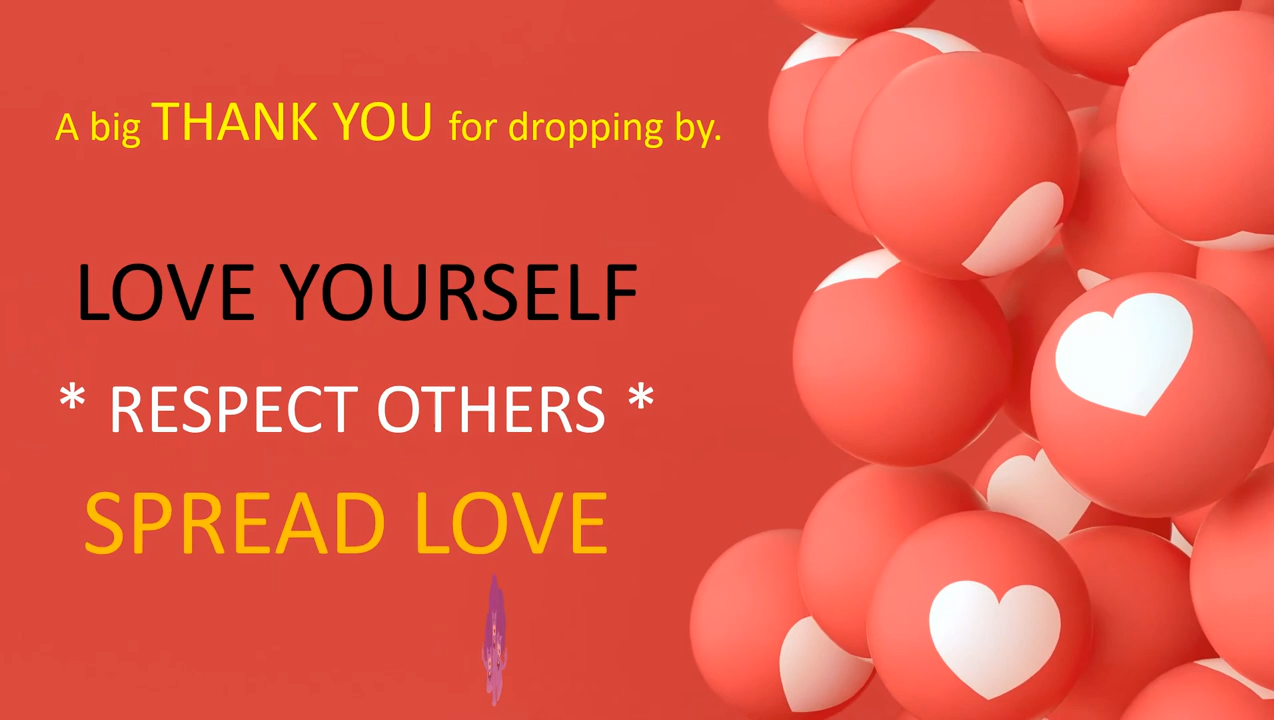 A big THANK YOU for dropping by.
LOVE YOURSELF
* RESPECT OTHERS *
SPREAD LOVE